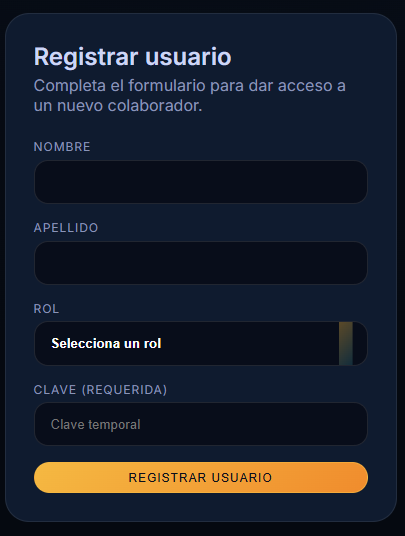 Registrar usuario
Completa el formulario para dar acceso a
un nuevo colaborador.
NOMBRE
APELLIDO
ROL
Selecciona un rol
CLAVE (REQUERIDA)
Clave temporal
REGISTRAR USUARIO